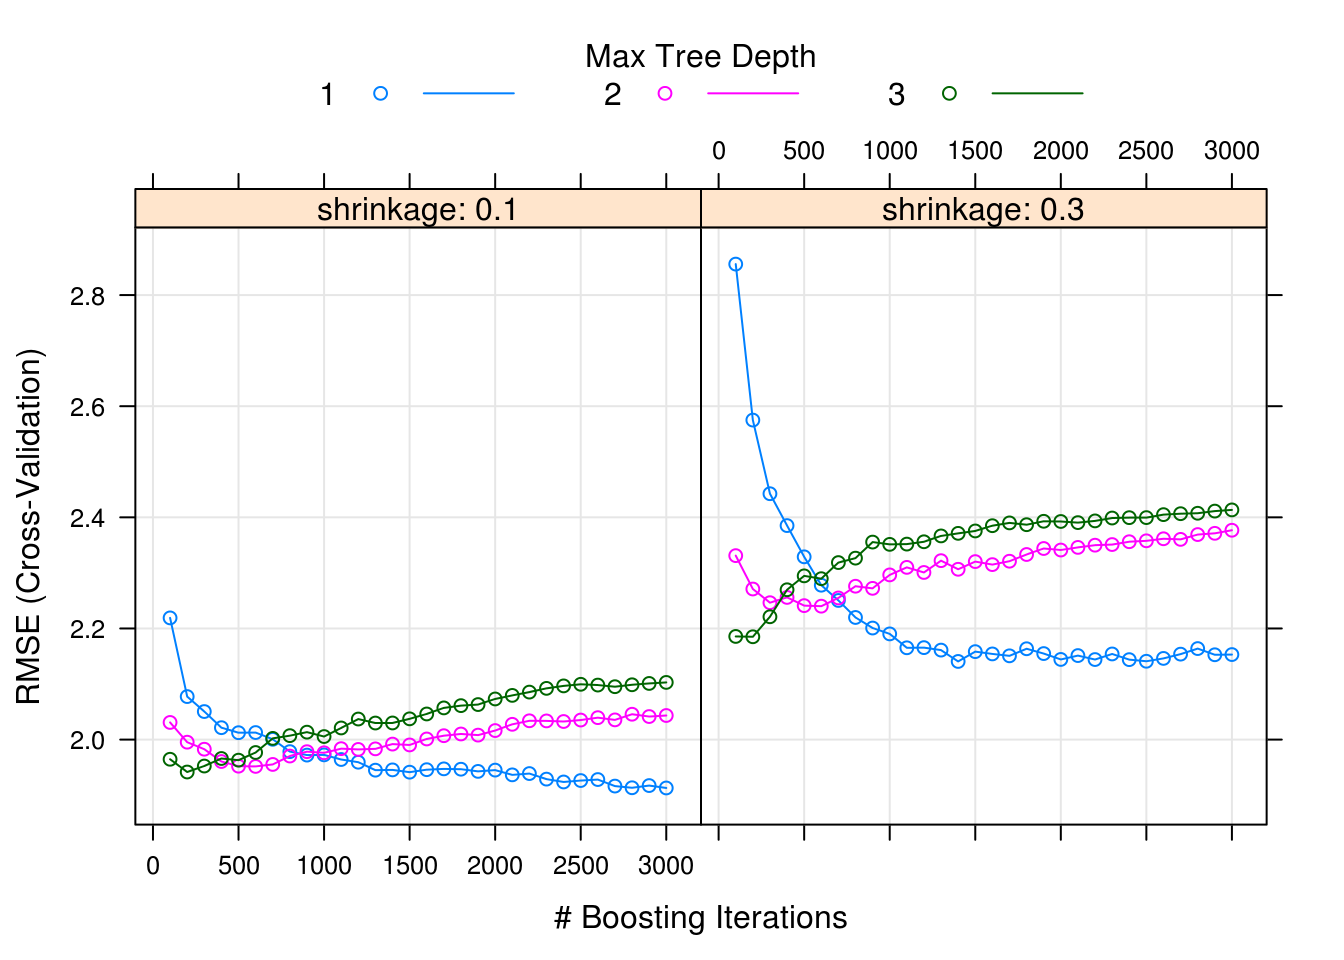 Max Tree Depth
1 2 3
0 500 1000 1500 2000 2500 3000
shrinkage: 0.1 shrinkage: 0.3
RMSE (Cross-Validation)
2.8
2.6
2.4
2.2
2.0
0 500 1000 1500 2000 2500 3000
# Boosting Iterations